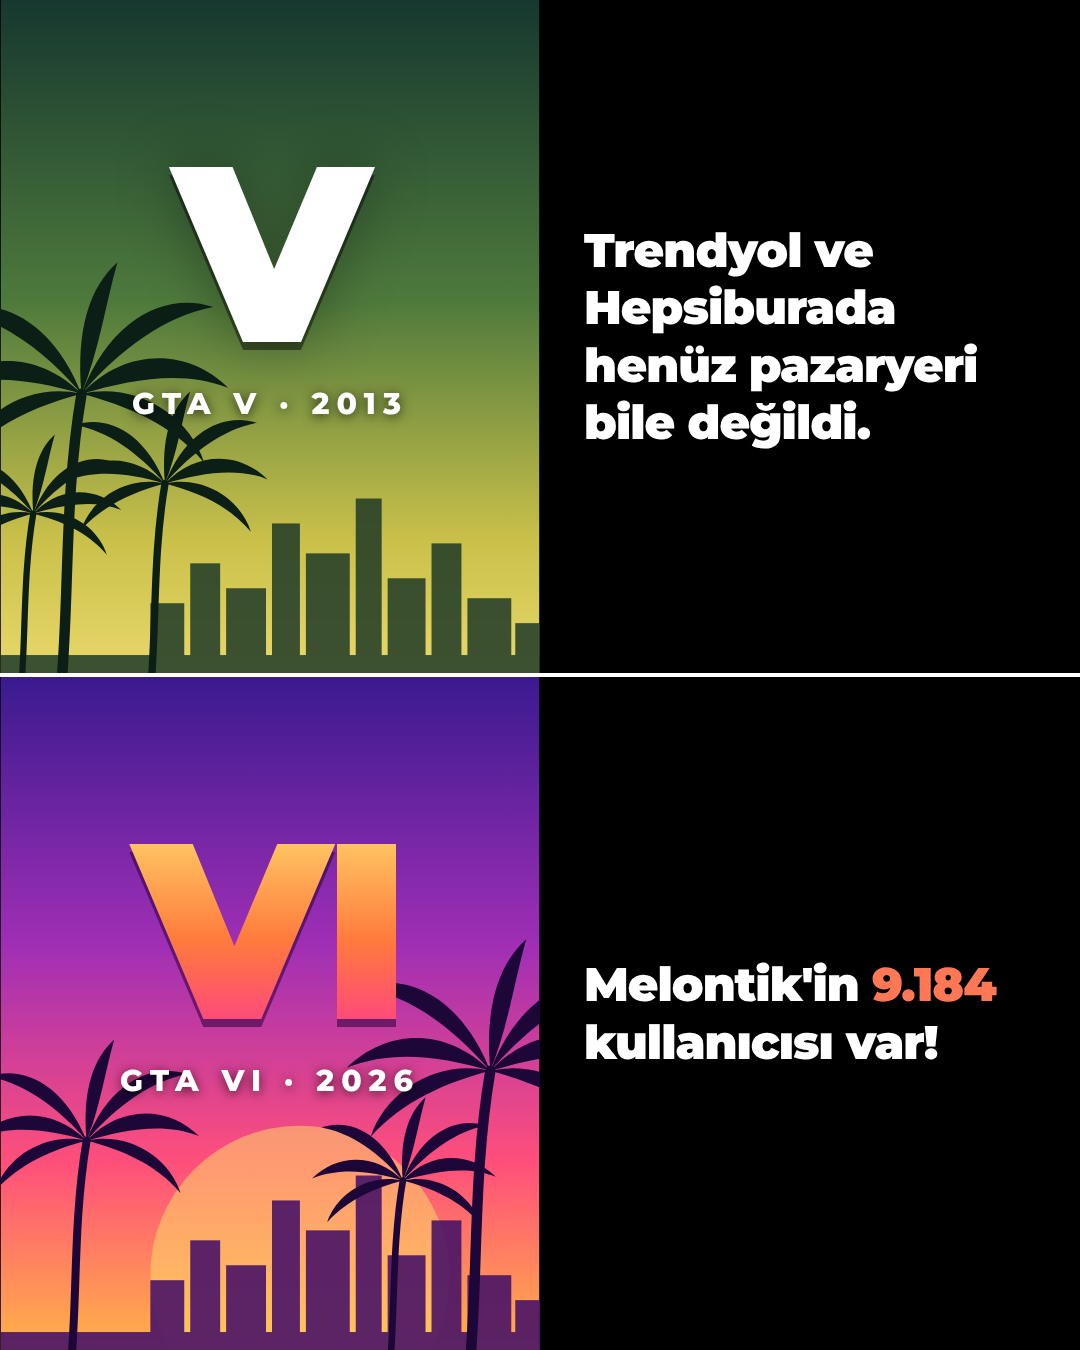 V
GTA V · 2013
Trendyol ve
Hepsiburada
henüz pazaryeri
bile değildi.
VI
GTA VI · 2026
Melontik'in 9.184
kullanıcısı var!